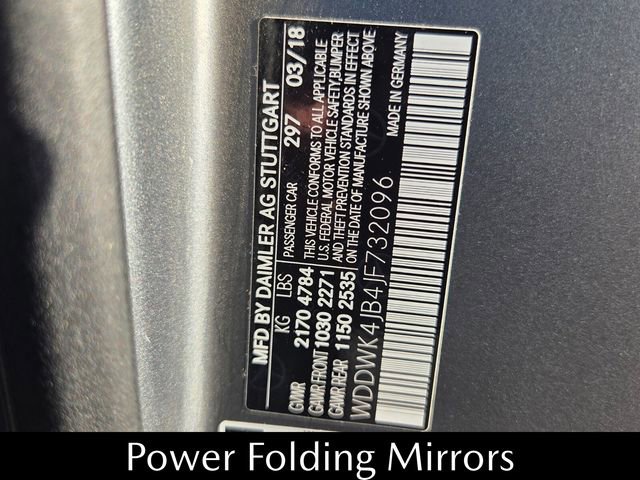 MFD BY DAIMLER AG STUTTGART
KG LBS PASSENGER CAR 297 03/18
GVWR 2170 4784 THIS VEHICLE CONFORMS TO ALL APPLICABLE
GAWR FRONT 1030 2271 U.S. FEDERAL MOTOR VEHICLE SAFETY,BUMPER
GAWR REAR 1150 2535 AND THEFT PREVENTION STANDARDS IN EFFECT
ON THE DATE OF MANUFACTURE SHOWN ABOVE
WDDWK4JB4JF732096 MADE IN GERMANY
Power Folding Mirrors